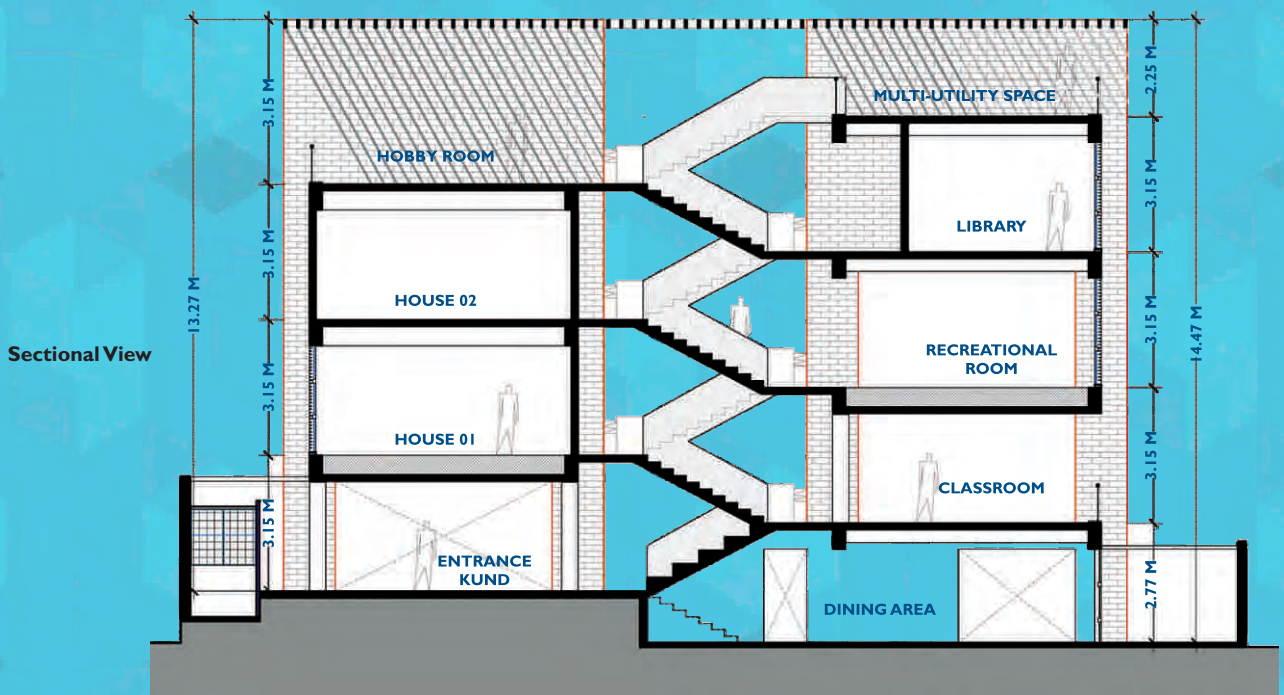 Sectional View
13.27 M
3.15 M
3.15 M
3.15 M
3.15 M
HOBBY ROOM
HOUSE 02
HOUSE 01
ENTRANCE
KUND
MULTI-UTILITY SPACE
LIBRARY
RECREATIONAL
ROOM
CLASSROOM
DINING AREA
2.25 M
3.15 M
3.15 M
3.15 M
2.77 M
14.47 M